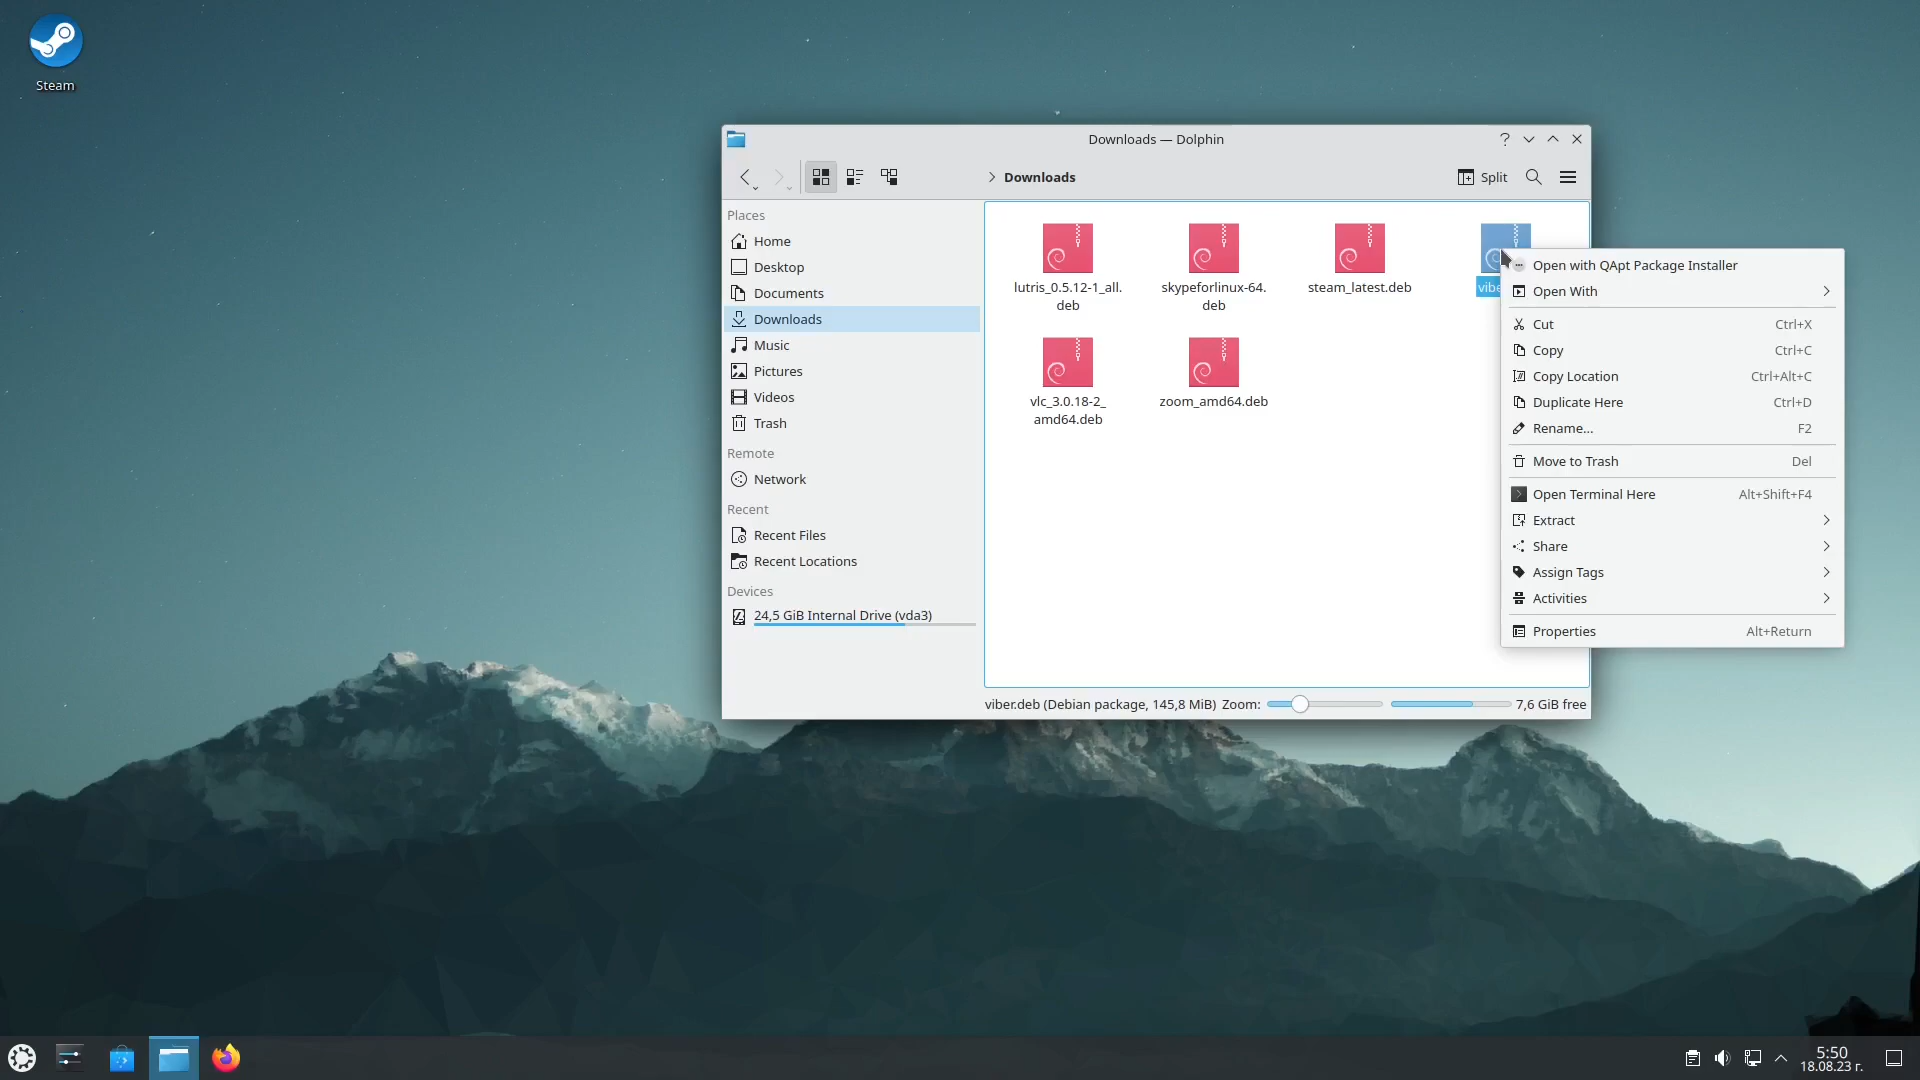 Steam
Downloads — Dolphin
Downloads
Split
Places
Home
Desktop
Documents
Downloads
Music
Pictures
Videos
Trash
Remote
Network
Recent
Recent Files
Recent Locations
Devices
24,5 GiB Internal Drive (vda3)
lutris_0.5.12-1_all.
deb
skypeforlinux-64.
deb
steam_latest.deb
vlc_3.0.18-2_
amd64.deb
zoom_amd64.deb
Open with QApt Package Installer
Open With
Cut Ctrl+X
Copy Ctrl+C
Copy Location Ctrl+Alt+C
Duplicate Here Ctrl+D
Rename... F2
Move to Trash Del
Open Terminal Here Alt+Shift+F4
Extract
Share
Assign Tags
Activities
Properties Alt+Return
viber.deb (Debian package, 145,8 MiB) Zoom: 7,6 GiB free
5:50
18.08.23 г.